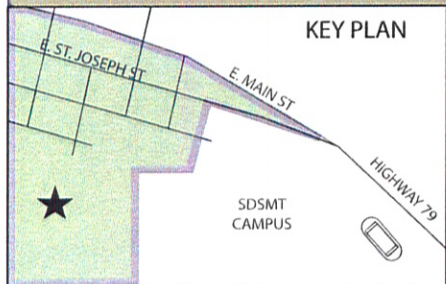 KEY PLAN
E. ST. JOSEPH ST
E. MAIN ST
HIGHWAY 79
SDSMT
CAMPUS